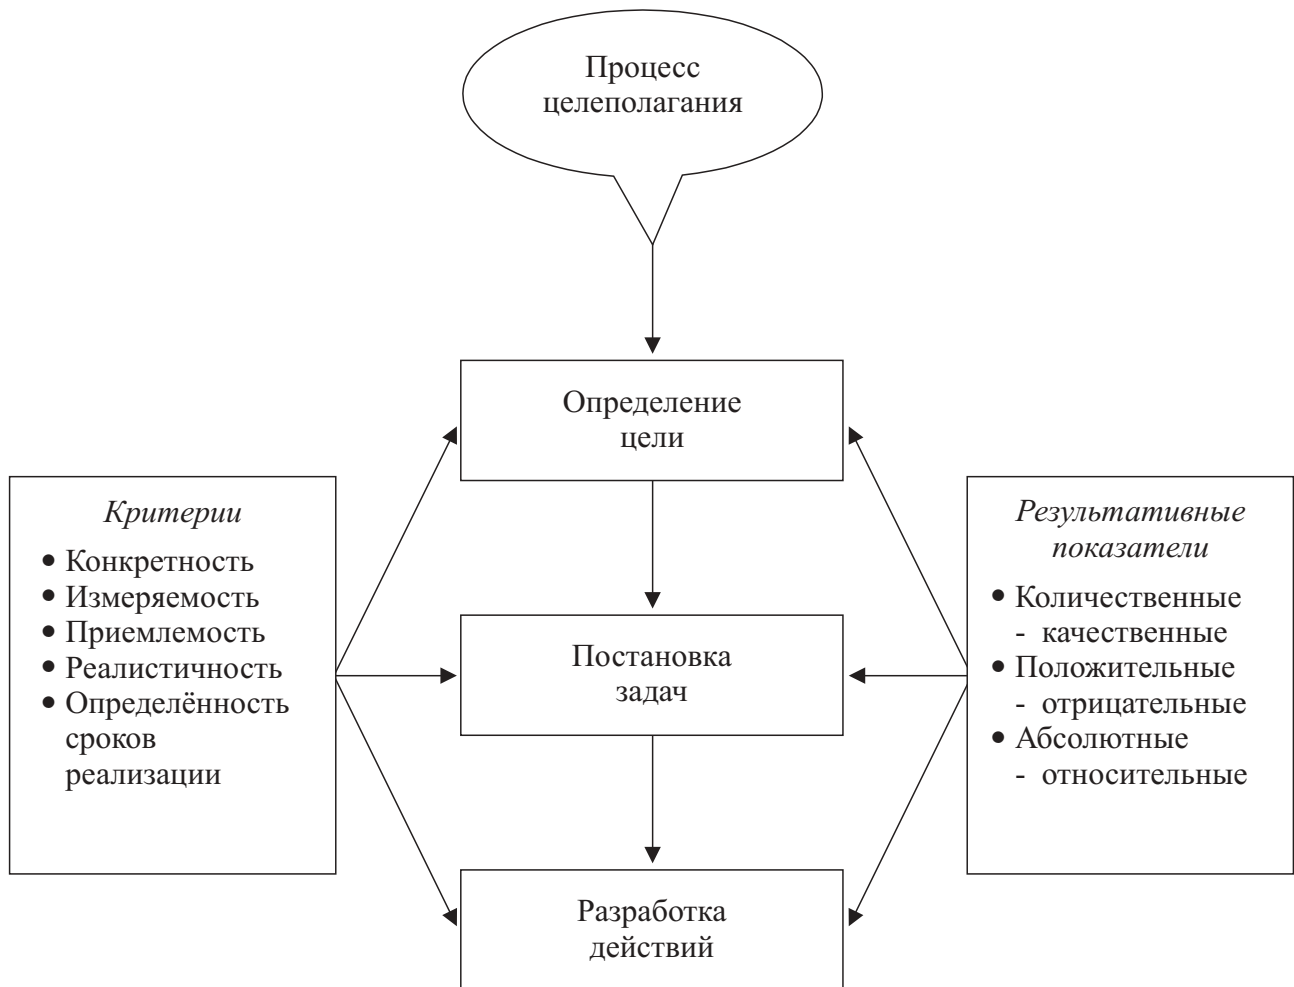 Процесс
целеполагания
Определение
цели
Критерии
• Конкретность
• Измеряемость
• Приемлемость
• Реалистичность
• Определённость
сроков
реализации
Постановка
задач
Результативные
показатели
• Количественные
- качественные
• Положительные
- отрицательные
• Абсолютные
- относительные
Разработка
действий